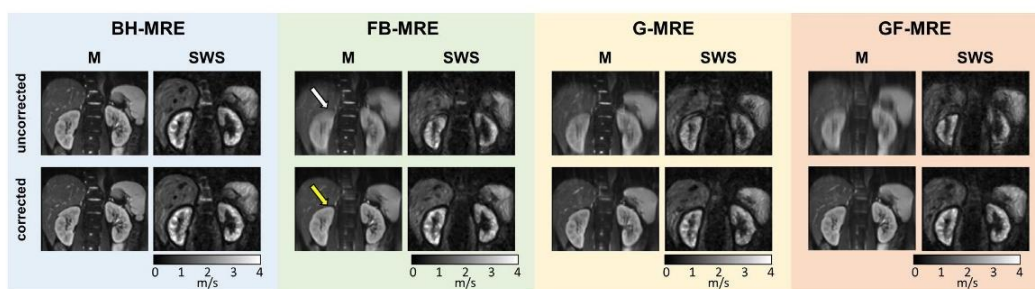 BH-MRE FB-MRE G-MRE GF-MRE
M SWS M SWS M SWS M SWS
uncorrected
corrected
0 1 2 3 4 0 1 2 3 4 0 1 2 3 4 0 1 2 3 4
m/s m/s m/s m/s